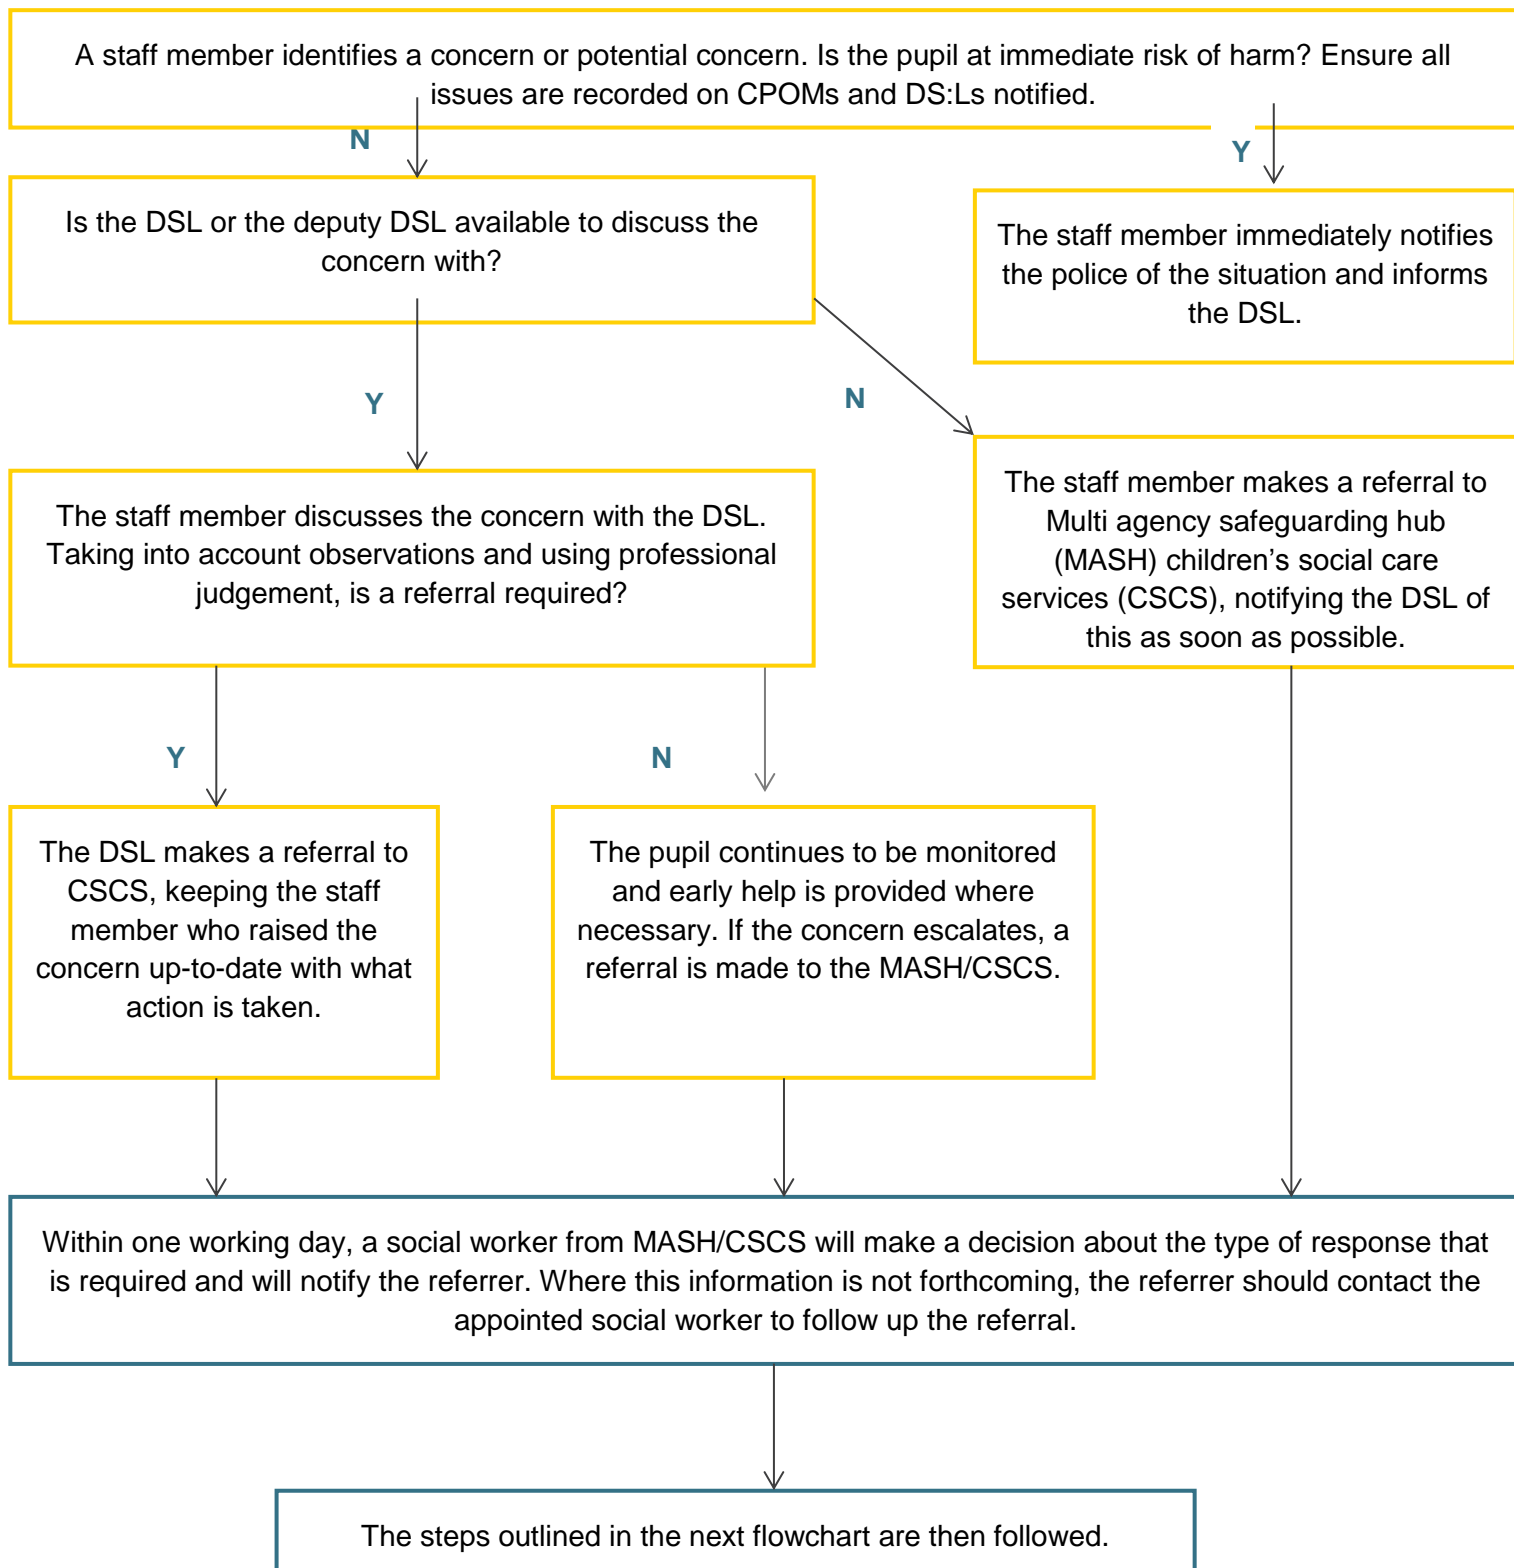 A staff member identifies a concern or potential concern. Is the pupil at immediate risk of harm? Ensure all
issues are recorded on CPOMs and DS:Ls notified.
N
Y
Is the DSL or the deputy DSL available to discuss the
concern with?
The staff member immediately notifies
the police of the situation and informs
the DSL.
Y
N
The staff member discusses the concern with the DSL.
Taking into account observations and using professional
judgement, is a referral required?
The staff member makes a referral to
Multi agency safeguarding hub
(MASH) children's social care
services (CSCS), notifying the DSL of
this as soon as possible.
Y
N
The DSL makes a referral to
CSCS, keeping the staff
member who raised the
concern up-to-date with what
action is taken.
The pupil continues to be monitored
and early help is provided where
necessary. If the concern escalates, a
referral is made to the MASH/CSCS.
Within one working day, a social worker from MASH/CSCS will make a decision about the type of response that
is required and will notify the referrer. Where this information is not forthcoming, the referrer should contact the
appointed social worker to follow up the referral.
The steps outlined in the next flowchart are then followed.